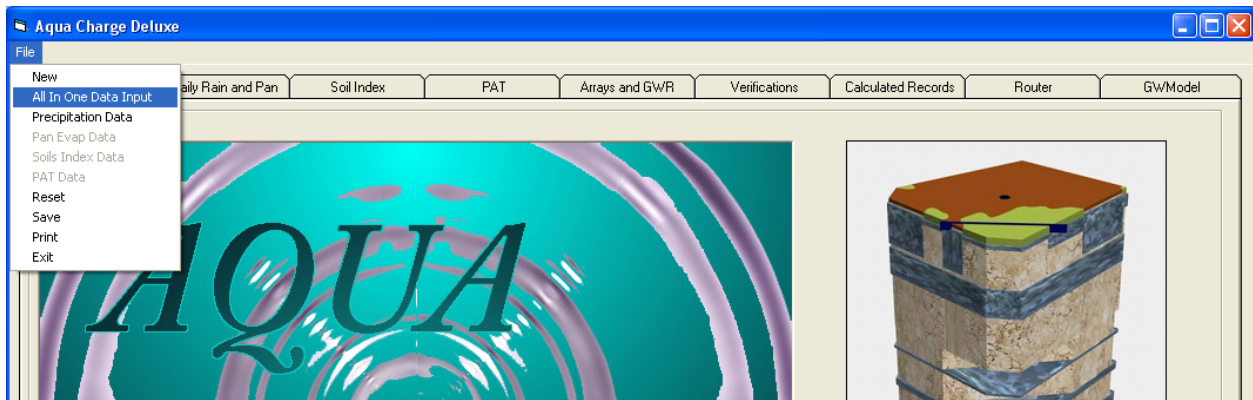 Aqua Charge Deluxe
File
New
All In One Data Input
Precipitation Data
Pan Evap Data
Soils Index Data
PAT Data
Reset
Save
Print
Exit
Rain and Pan
Soil Index
PAT
Arrays and GWR
Verifications
Calculated Records
Router
GWModel
AQUA